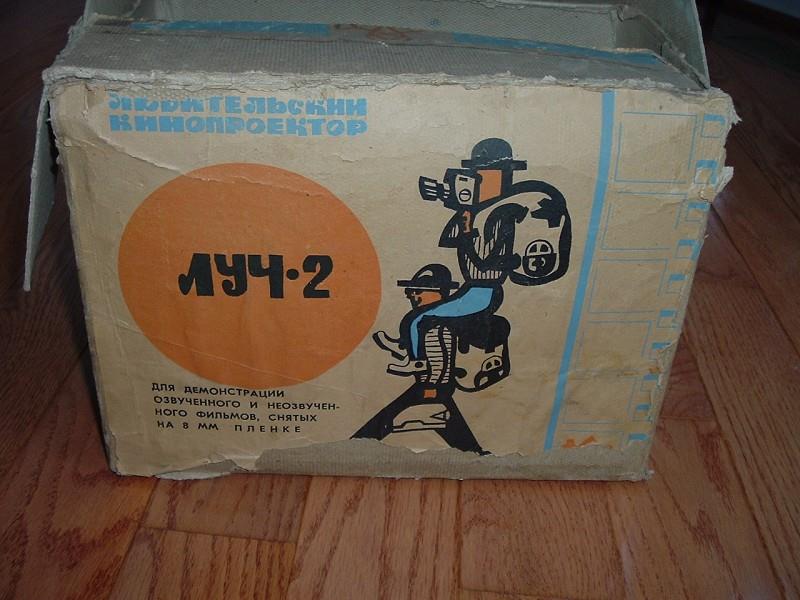 ЛЮБИТЕЛЬСКИЙ
КИНОПРОЕКТОР
ЛУЧ·2
ДЛЯ ДЕМОНСТРАЦИИ
ОЗВУЧЕННОГО И НЕОЗВУЧЕН-
НОГО ФИЛЬМОВ, СНЯТЫХ
НА 8 ММ ПЛЕНКЕ